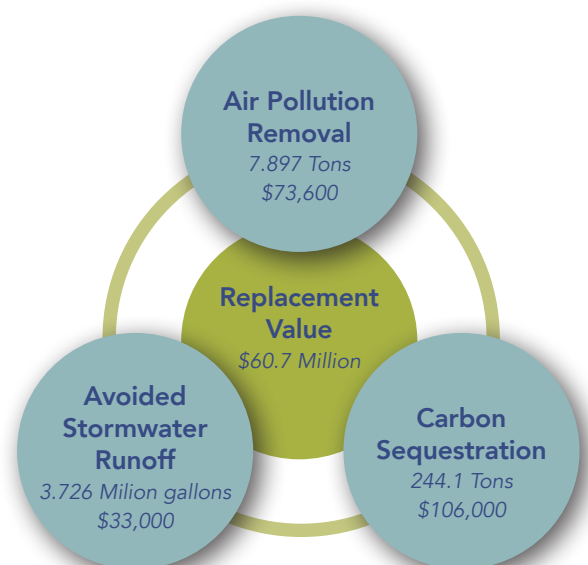 Air Pollution
Removal
7.897 Tons
$73,600
Replacement
Value
$60.7 Million
Avoided
Stormwater
Runoff
3.726 Milion gallons
$33,000
Carbon
Sequestration
244.1 Tons
$106,000